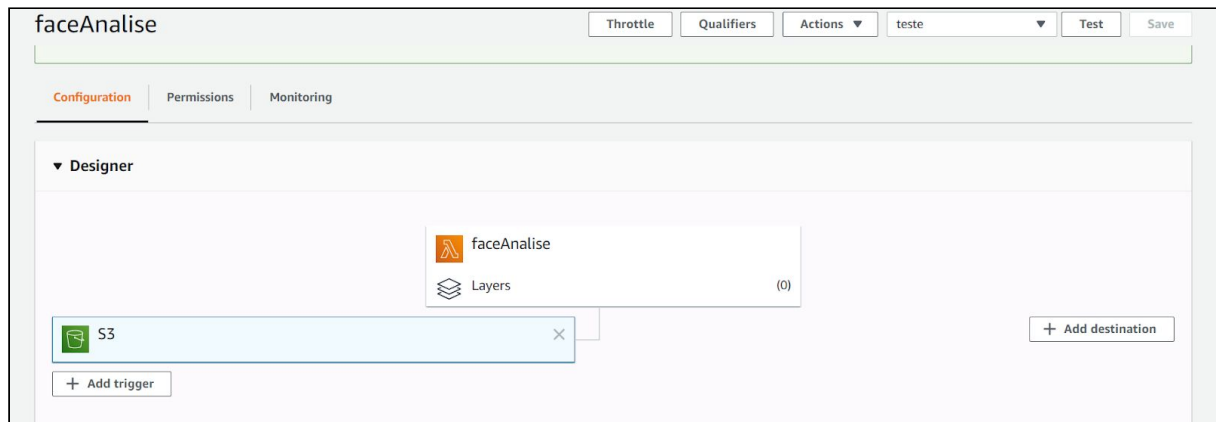 faceAnalise
Throttle Qualifiers Actions teste Test Save
Configuration Permissions Monitoring
Designer
faceAnalise
Layers (0)
S3
+ Add destination
+ Add trigger